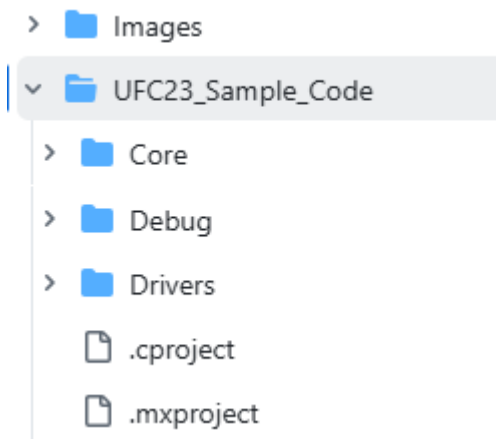 Images
UFC23_Sample_Code
Core
Debug
Drivers
.cproject
.mxproject